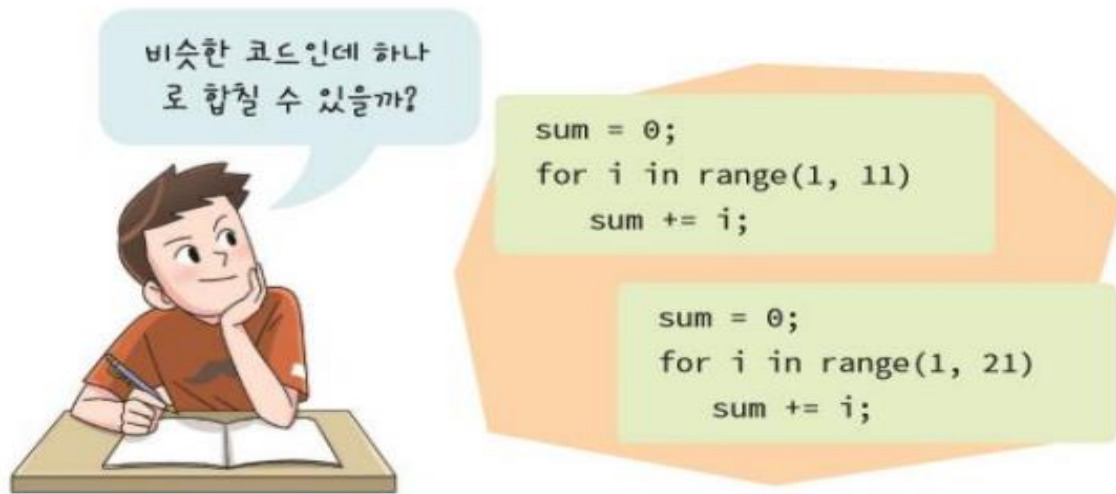 비슷한 코드인데 하나
로 합칠 수 있을까?
sum = 0;
for i in range(1, 11)
sum += i;
sum = 0;
for i in range(1, 21)
sum += i;